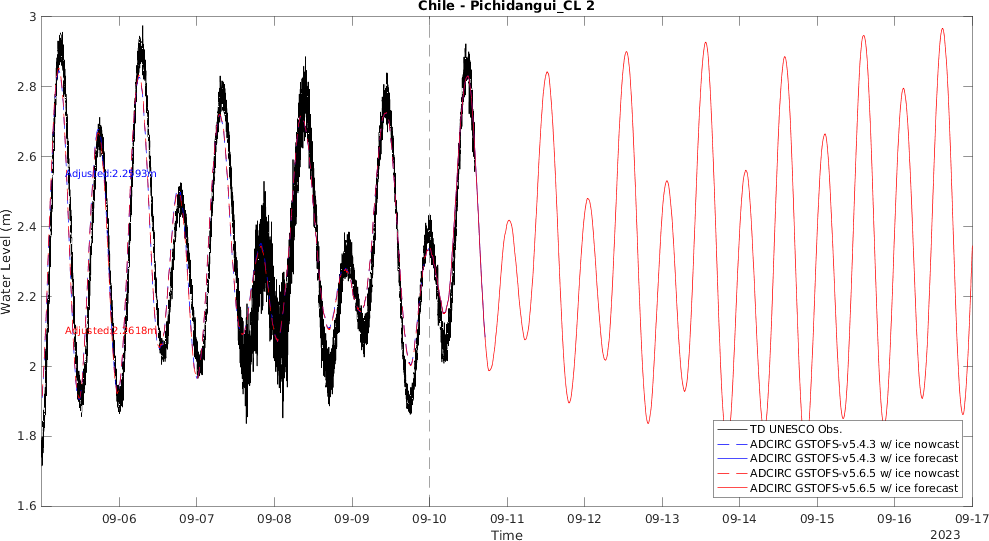 Chile - Pichidangui_CL 2
3
2.8
2.6
2.4
2.2
2
1.8
1.6
Water Level (m)
Adjusted:2.2593m
Adjusted:2.2618m
TD UNESCO Obs.
ADCIRC GSTOFS-v5.4.3 w/ ice nowcast
ADCIRC GSTOFS-v5.4.3 w/ ice forecast
ADCIRC GSTOFS-v5.6.5 w/ ice nowcast
ADCIRC GSTOFS-v5.6.5 w/ ice forecast
09-06 09-07 09-08 09-09 09-10 09-11 09-12 09-13 09-14 09-15 09-16 09-17
Time
2023